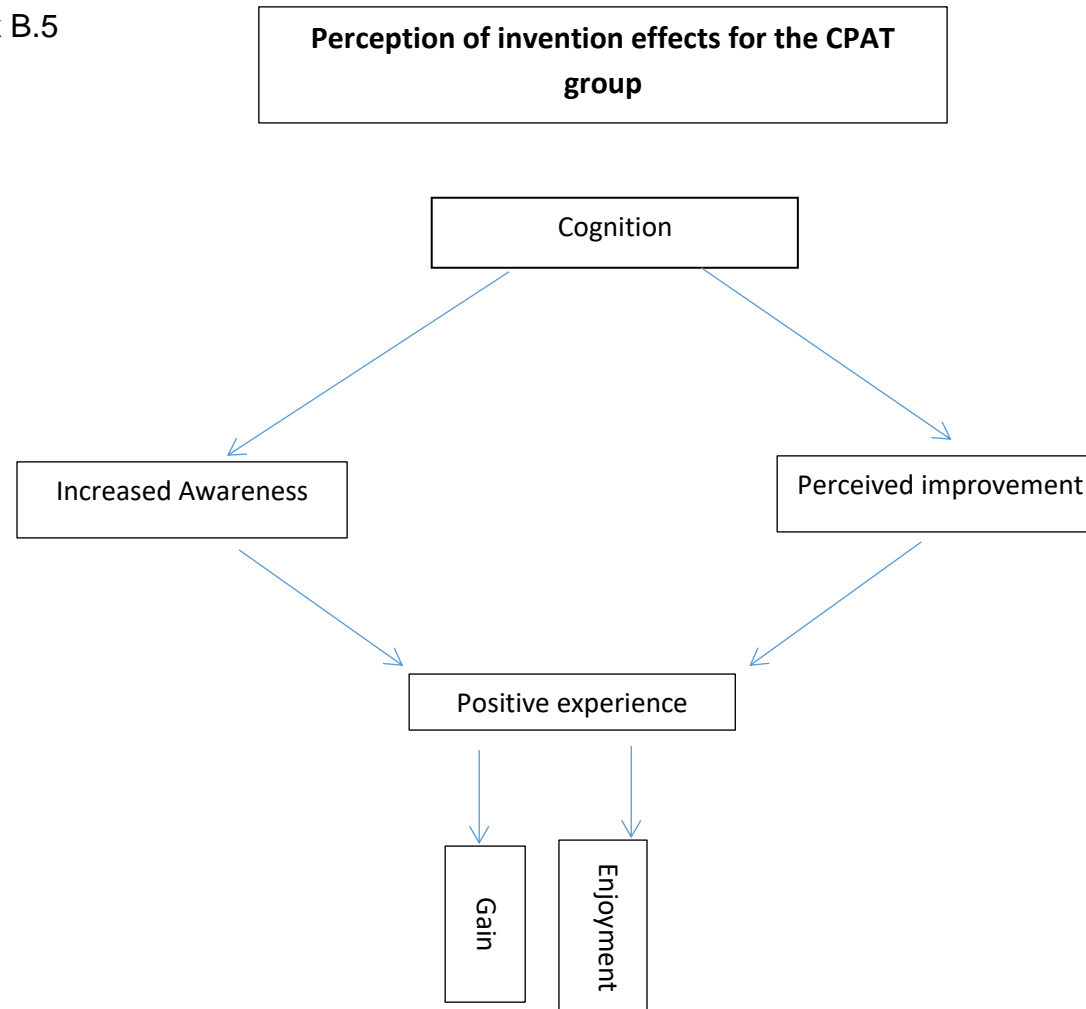 B.5
Perception of invention effects for the CPAT
group
Cognition
Increased Awareness
Perceived improvement
Positive experience
Gain
Enjoyment